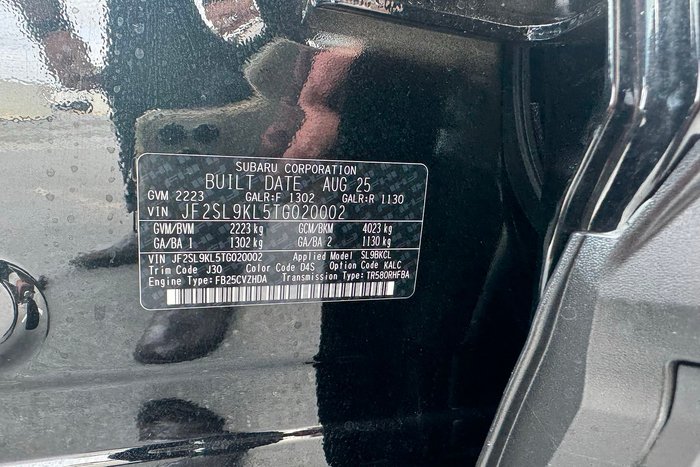 SUBARU CORPORATION
BUILT DATE AUG 25
GVM 2223 GALR:F 1302 GALR:R 1130
VIN JF2SL9KL5TG020002
GVM/BVM 2223 kg GCM/BKM 4023 kg
GA/BA 1 1302 kg GA/BA 2 1130 kg
VIN JF2SL9KL5TG020002 Applied Model SL9BKCL
Trim Code J30 Color Code D4S Option Code KALC
Engine Type:FB25CVZHDA Transmission Type:TR580RHFBA